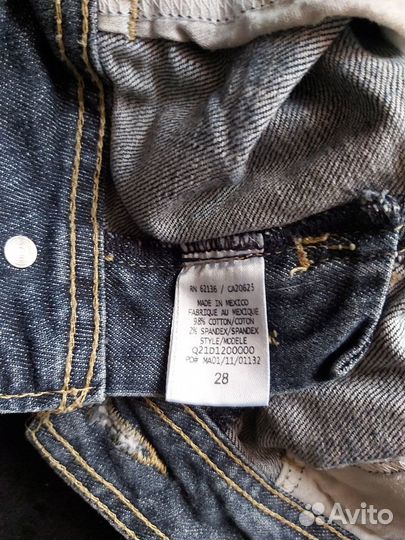 RN 62136 / CA20623
MADE IN MEXICO
FABRIQUE AU MEXIQUE
98% COTTON/COTON
2% SPANDEX/SPANDEX
STYLE/MODELE
Q21D1200000
PO# MA01/11/01132
28
Avito